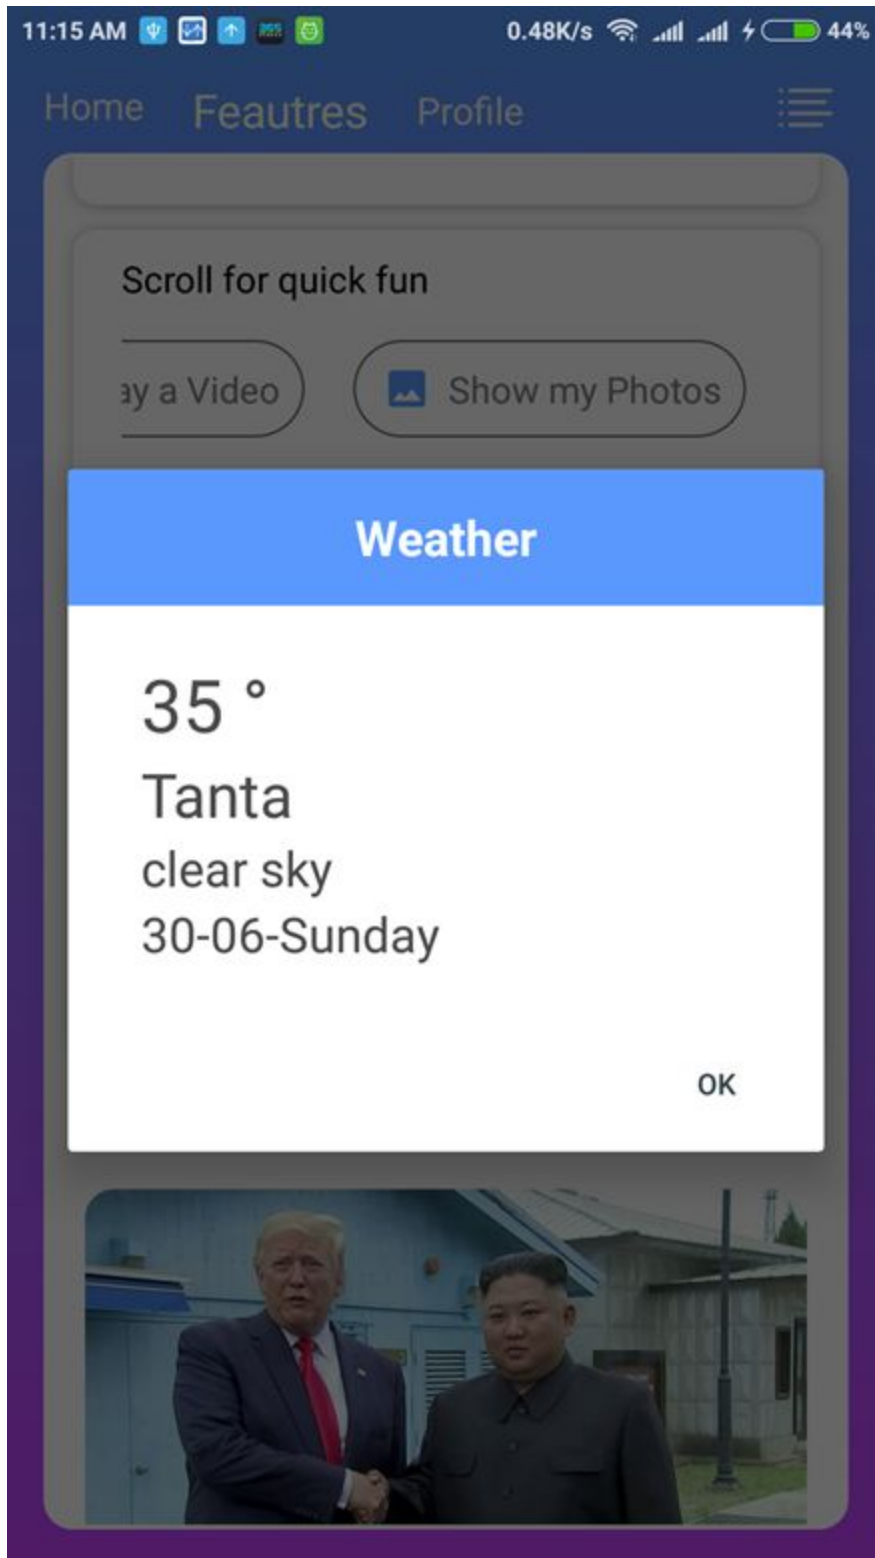 11:15 AM 0.48K/s 44%
Home Feautres Profile
Scroll for quick fun
ay a Video Show my Photos
Weather
35 °
Tanta
clear sky
30-06-Sunday
OK